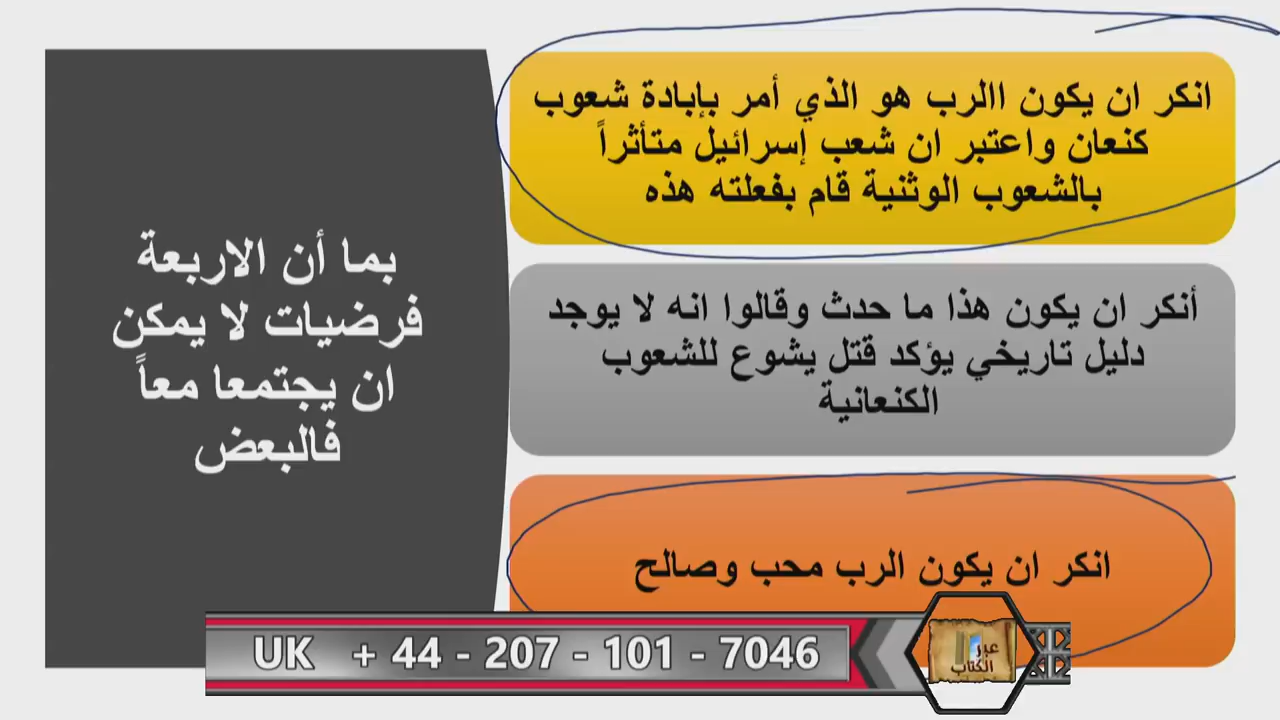 بما أن الاربعة
فرضيات لا يمكن
ان يجتمعا معاً
فالبعض
انكر ان يكون االرب هو الذي أمر بإبادة شعوب
كنعان واعتبر ان شعب إسرائيل متأثراً
بالشعوب الوثنية قام بفعلته هذه
أنكر ان يكون هذا ما حدث وقالوا انه لا يوجد
دليل تاريخي يؤكد قتل يشوع للشعوب
الكنعانية
انكر ان يكون الرب محب وصالح
UK + 44 - 207 - 101 - 7046
عبر
الكتاب